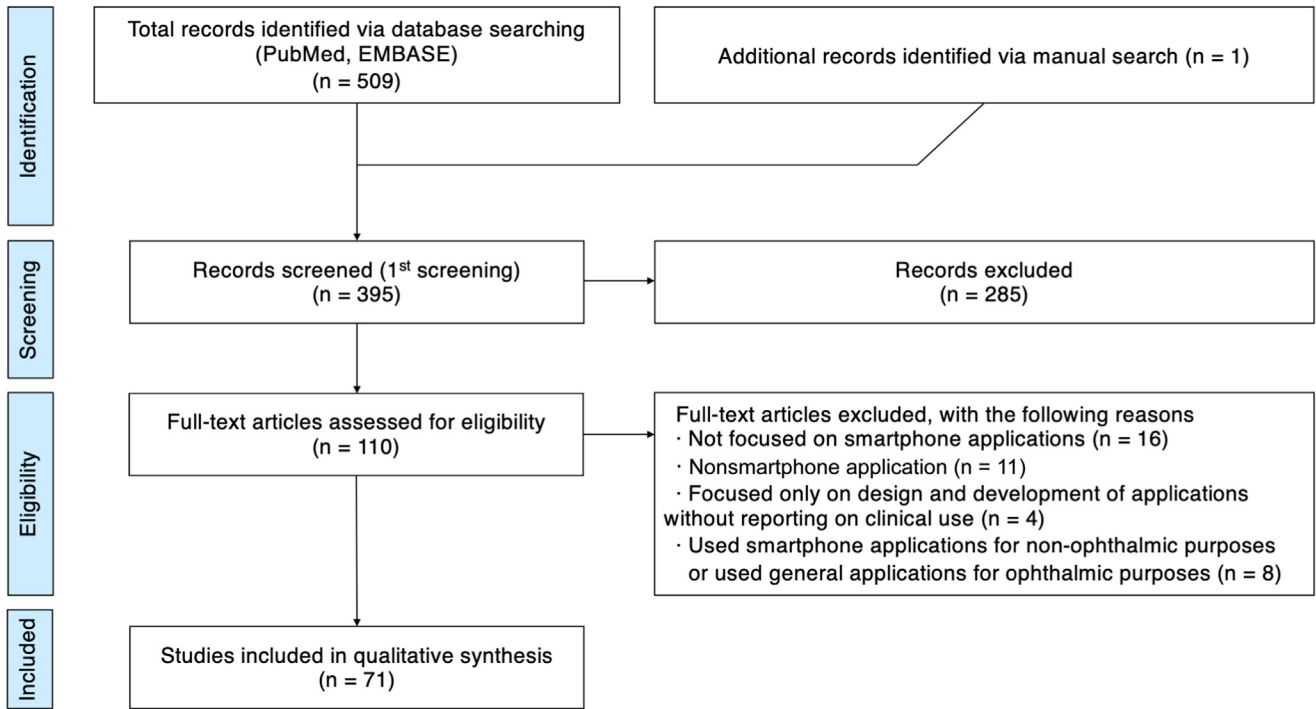 Identification
Total records identified via database searching
(PubMed, EMBASE)
(n = 509)
Additional records identified via manual search (n = 1)
Screening
Records screened (1st screening)
(n = 395)
Records excluded
(n = 285)
Eligibility
Full-text articles assessed for eligibility
(n = 110)
Full-text articles excluded, with the following reasons
· Not focused on smartphone applications (n = 16)
· Nonsmartphone application (n = 11)
· Focused only on design and development of applications
without reporting on clinical use (n = 4)
· Used smartphone applications for non-ophthalmic purposes
or used general applications for ophthalmic purposes (n = 8)
Included
Studies included in qualitative synthesis
(n = 71)